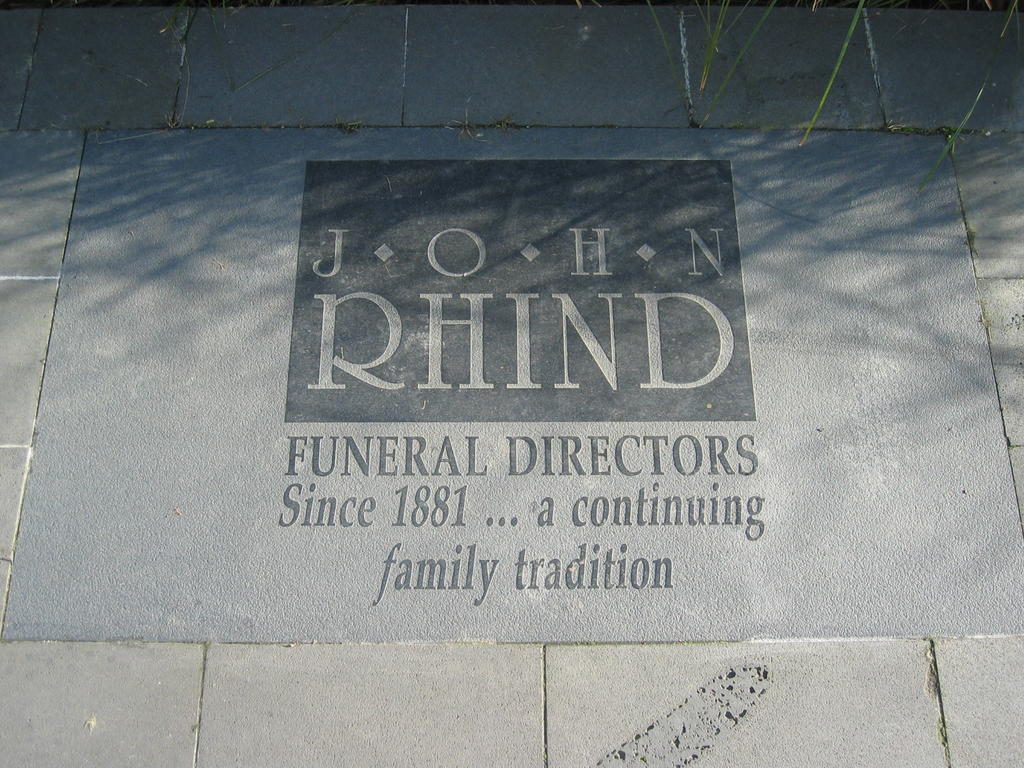 J·O·H·N
RHIND
FUNERAL DIRECTORS
Since 1881 ... a continuing
family tradition